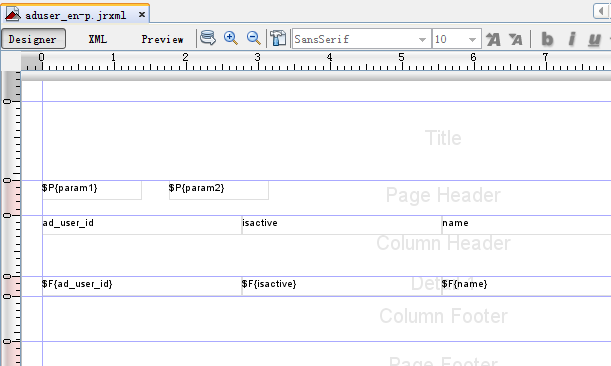 aduser_en-p.jrxml
Designer XML Preview SansSerif 10 A A b i u
0 1 2 3 4 5 6 7
Title
$P{param1} $P{param2}
Page Header
ad_user_id isactive name
Column Header
$F{ad_user_id} $F{isactive} $F{name}
Column Footer
Page Footer